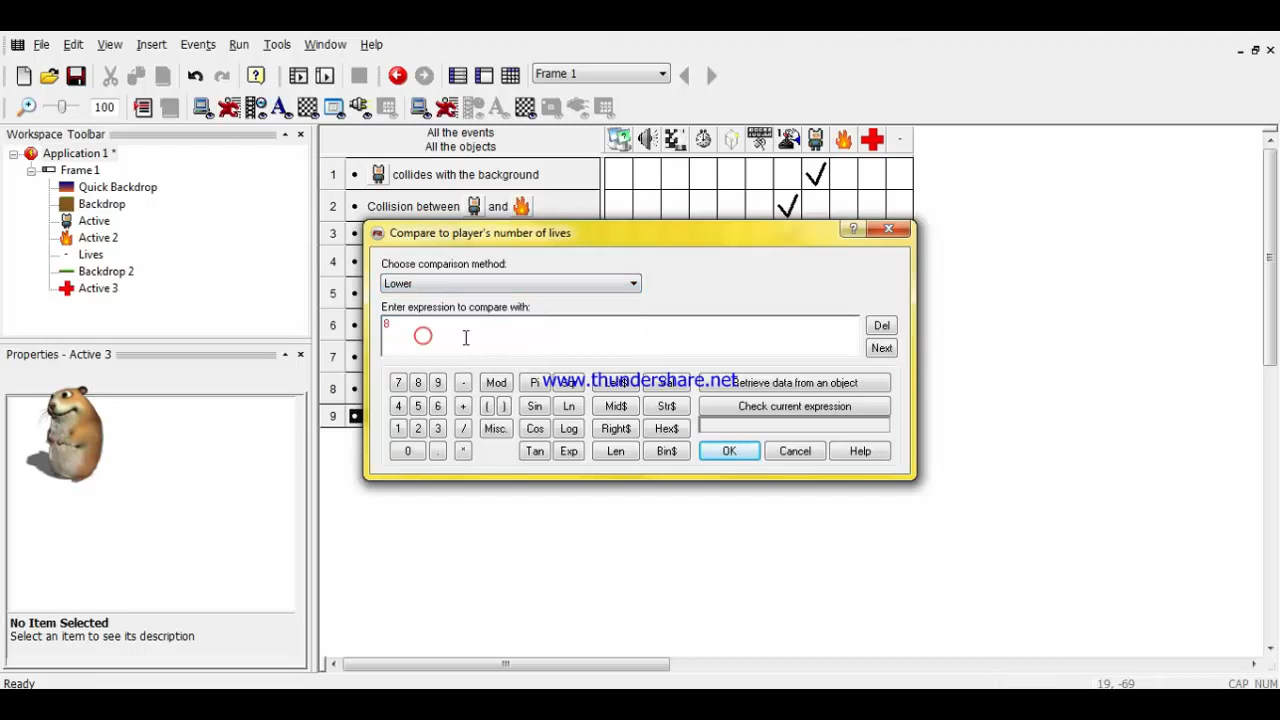 File Edit View Insert Events Run Tools Window Help
Frame 1
100
Workspace Toolbar
Application 1 *
Frame 1
Quick Backdrop
Backdrop
Active
Active 2
Lives
Backdrop 2
Active 3
Properties - Active 3
No Item Selected
Select an item to see its description
All the events
All the objects
1 collides with the background
2 Collision between and
3
4
5
6
7
8
9
Compare to player's number of lives
Choose comparison method:
Lower
Enter expression to compare with:
8
Del
Next
7 8 9 - Mod Pi Val Retrieve data from an object
4 5 6 + ( ) Sin Ln Mid$ Str$ Check current expression
1 2 3 / Misc. Cos Log Right$ Hex$
0 . * Tan Exp Len Bin$ OK Cancel Help
www.thundershare.net
Ready
19, -69
CAP NUM